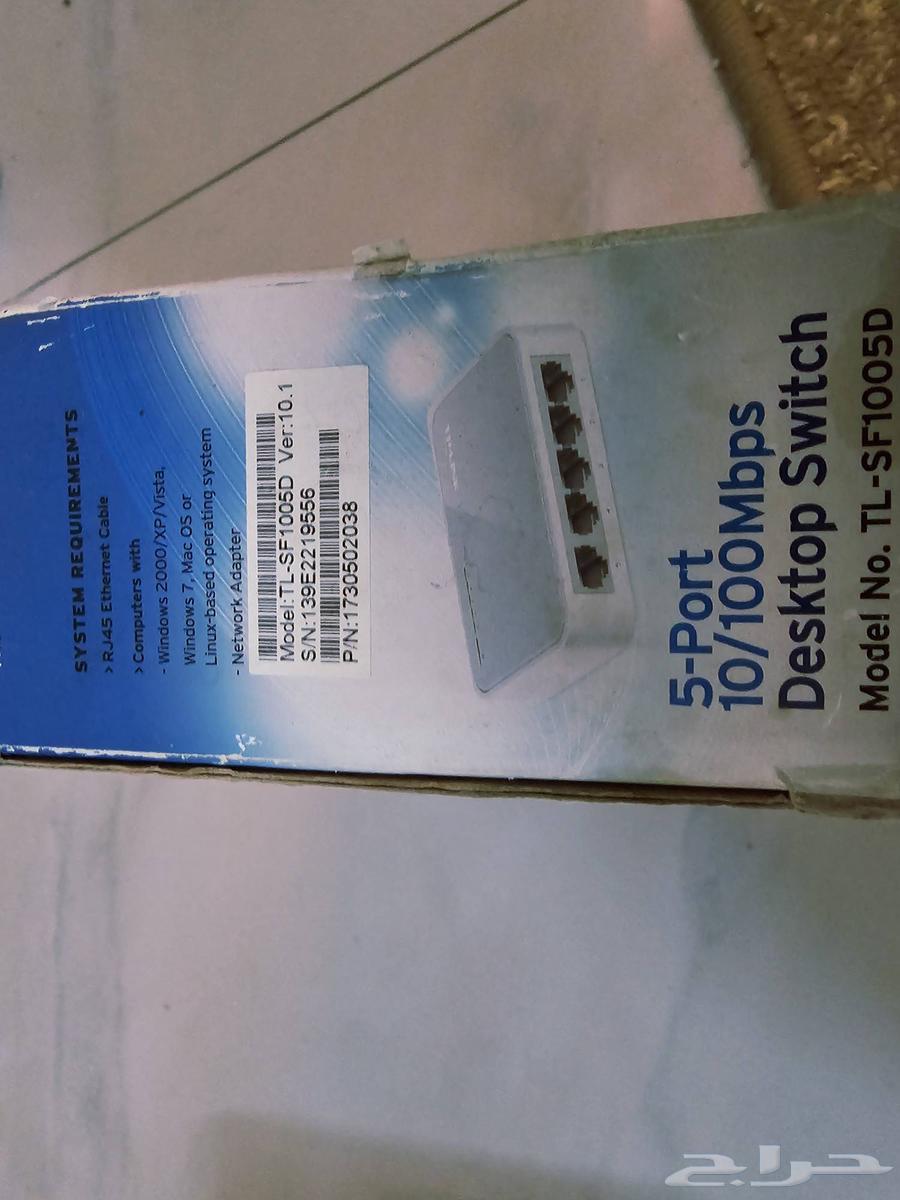 SYSTEM REQUIREMENTS
> RJ45 Ethernet Cable
> Computers with
- Windows 2000/XP/Vista,
Windows 7, Mac OS or
Linux-based operating system
- Network Adapter
Model:TL-SF1005D Ver:10.1
S/N:139E2219556
P/N:1730502038
5-Port
10/100Mbps
Desktop Switch
Model No. TL-SF1005D
حراج